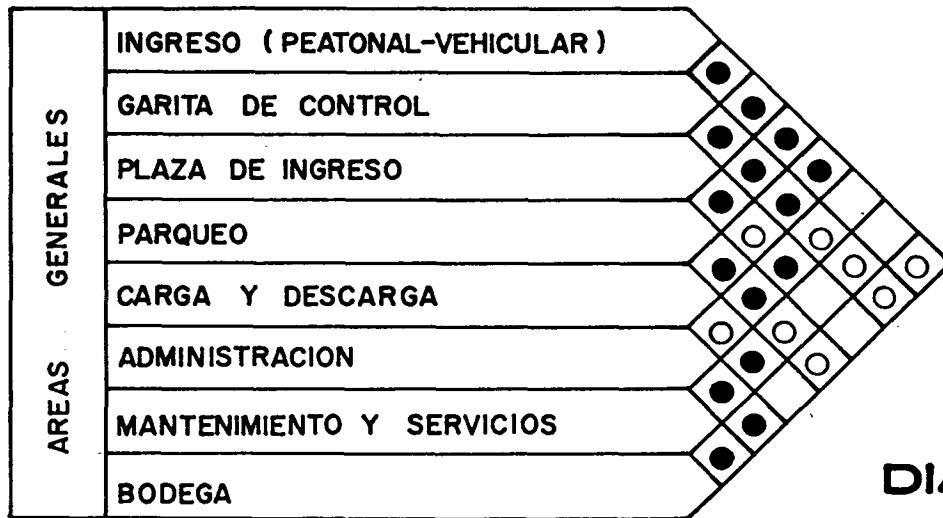 AREAS GENERALES
INGRESO (PEATONAL-VEHICULAR)
GARITA DE CONTROL
PLAZA DE INGRESO
PARQUEO
CARGA Y DESCARGA
ADMINISTRACION
MANTENIMIENTO Y SERVICIOS
BODEGA